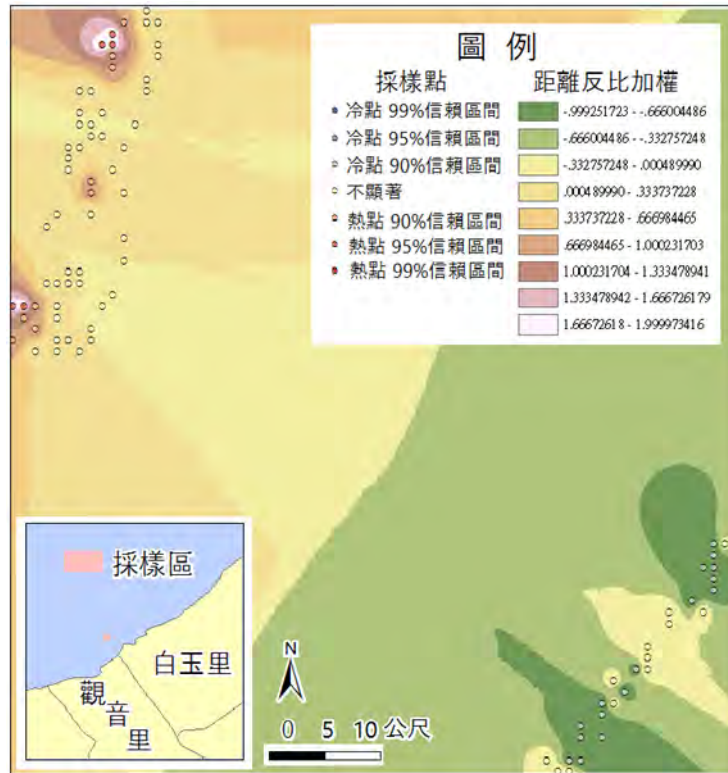 圖 例
採樣點
冷點 99%信賴區間
冷點 95%信賴區間
冷點 90%信賴區間
不顯著
熱點 90%信賴區間
熱點 95%信賴區間
熱點 99%信賴區間
距離反比加權
-.999251723 - -.666004486
-.666004486 - -.332757248
-.332757248 - .000489990
.000489990 - .333737228
.333737228 - .666984465
.666984465 - 1.000231703
1.000231704 - 1.333478941
1.333478942 - 1.666726179
1.66672618 - 1.999973416
採樣區
白玉里
觀音里
N
0 5 10 公尺